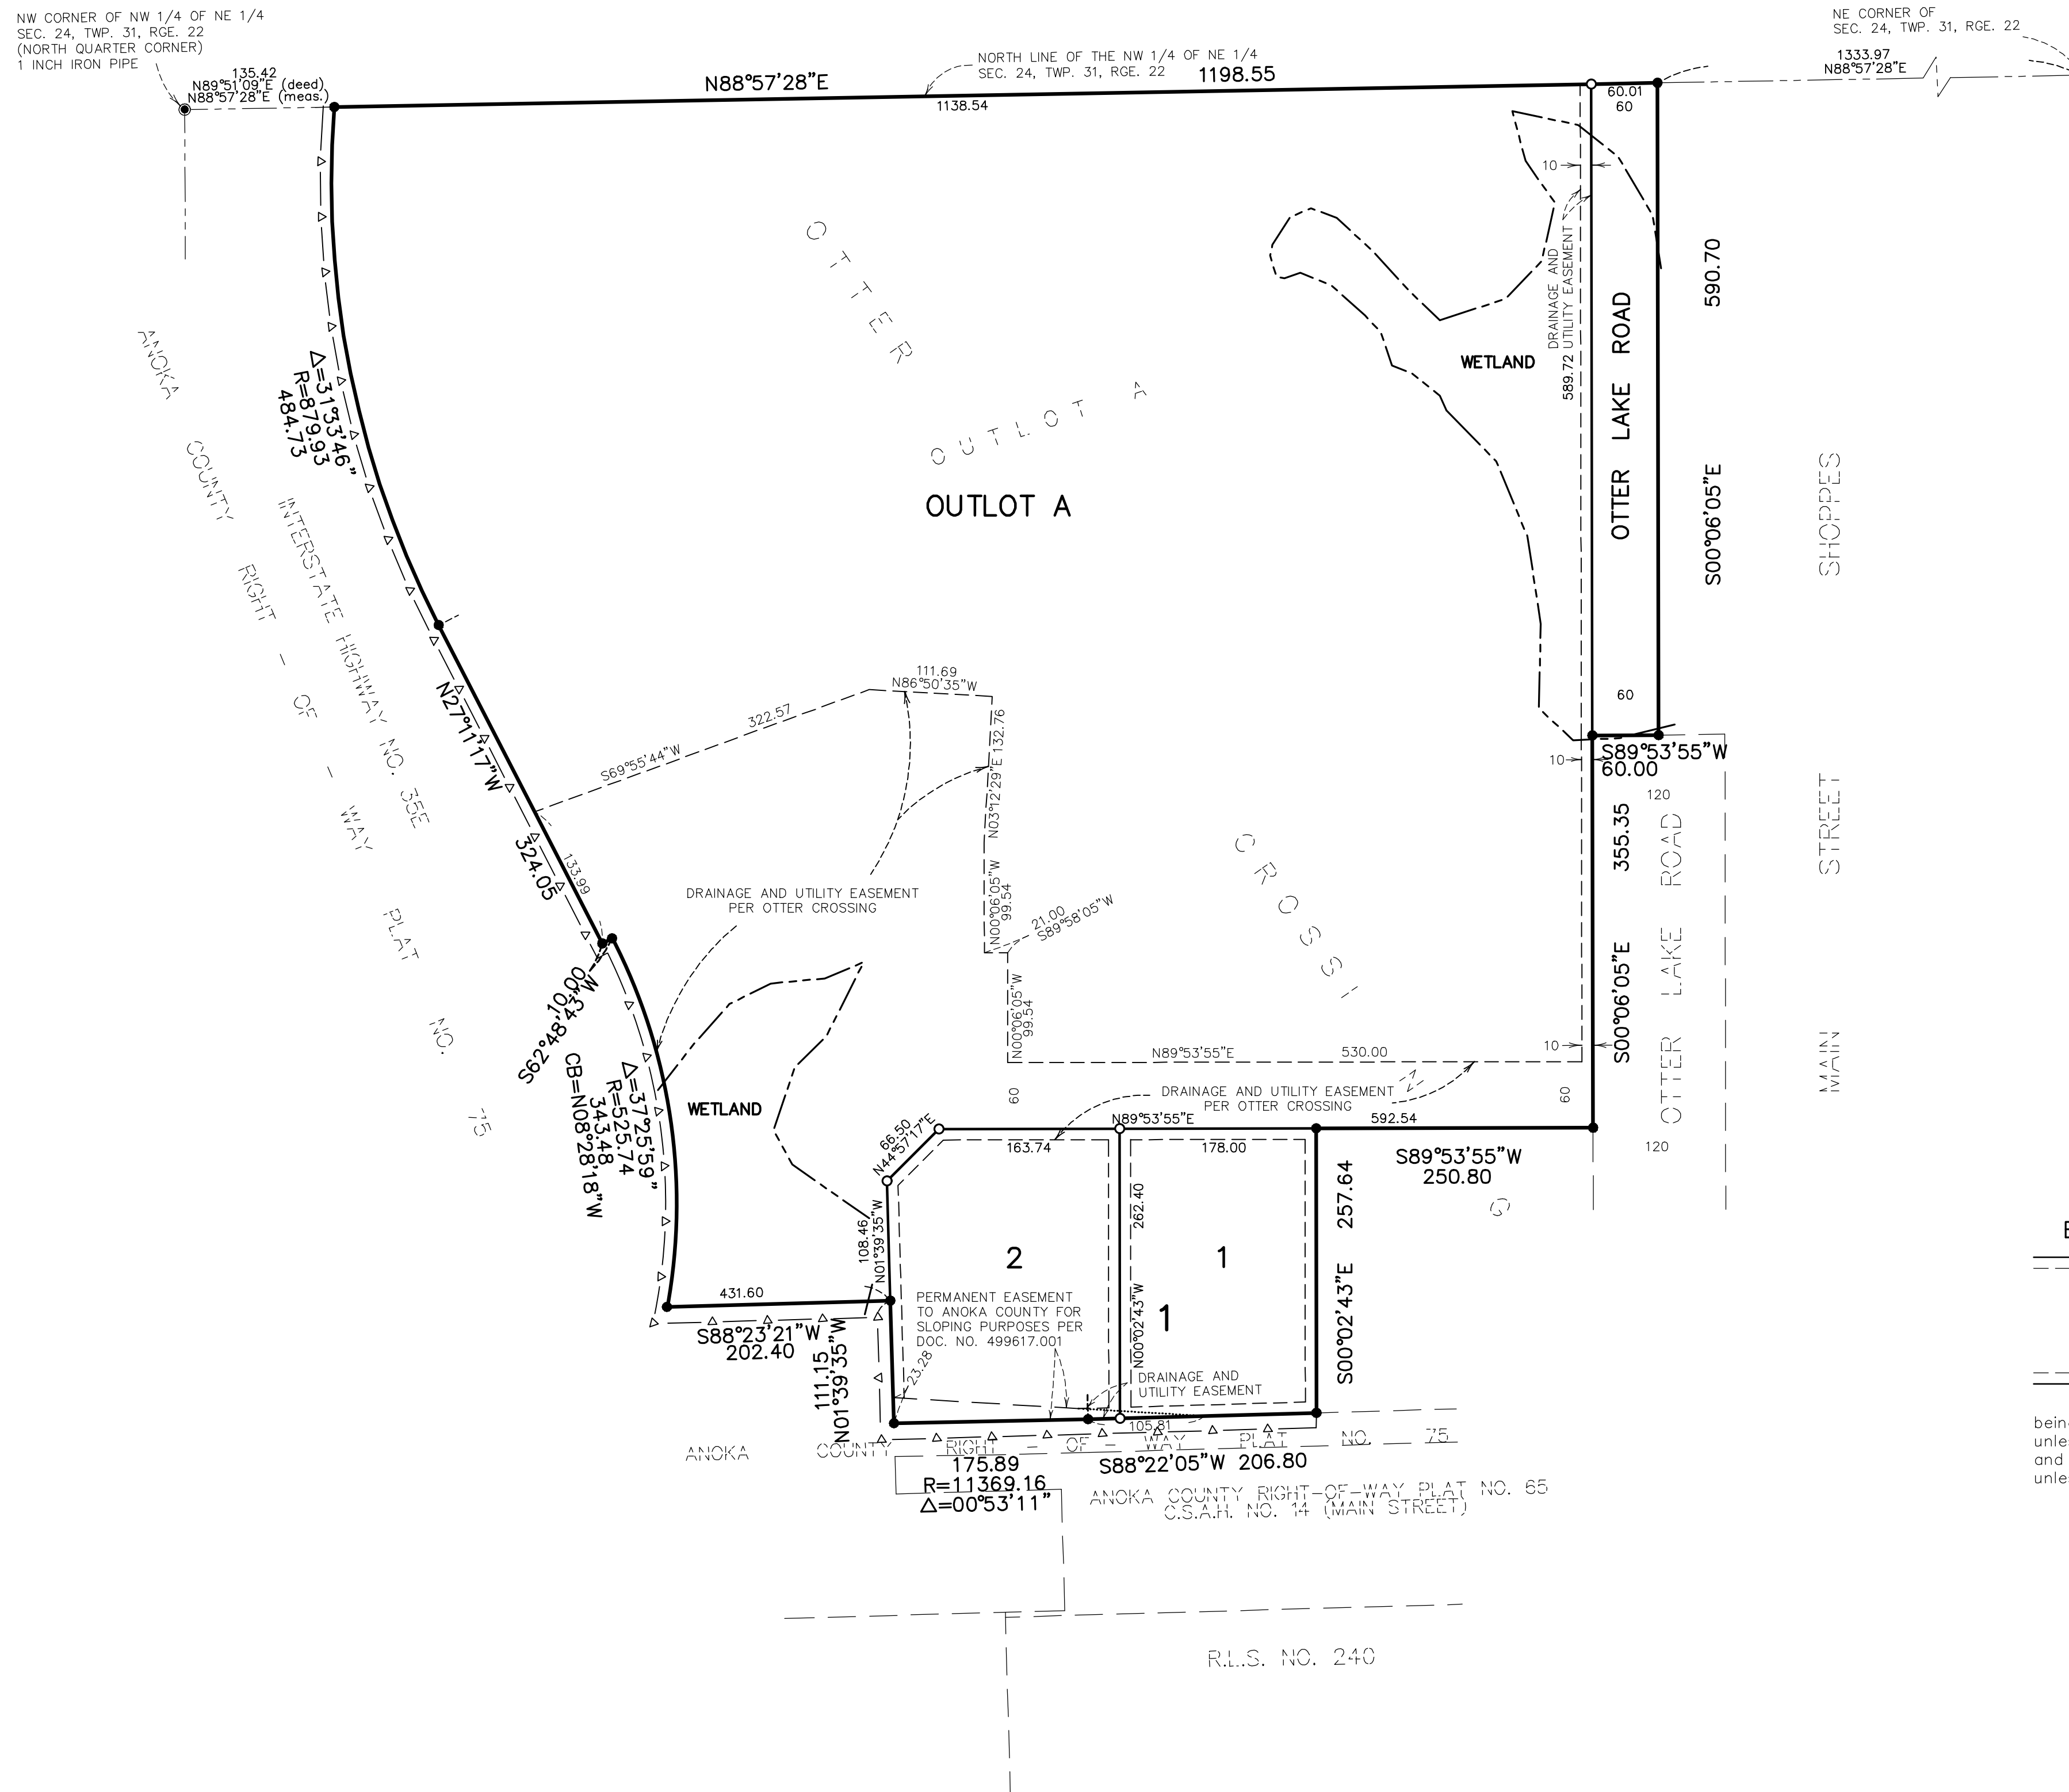 NW CORNER OF NW 1/4 OF NE 1/4
SEC. 24, TWP. 31, RGE. 22
(NORTH QUARTER CORNER)
1 INCH IRON PIPE
135.42
N89°51'09"E (deed)
N88°57'28"E (meas.)
N88°57'28"E
NORTH LINE OF THE NW 1/4 OF NE 1/4
SEC. 24, TWP. 31, RGE. 22
1198.55
1138.54
NE CORNER OF
SEC. 24, TWP. 31, RGE. 22
1333.97
N88°57'28"E
60.01
60
10
DRAINAGE AND
UTILITY EASEMENT
589.72
OTTER LAKE ROAD
590.70
S00°06'05"E
WETLAND
OTTER
OUTLOT A
OUTLOT A
Δ=31°33'46"
R=879.93
484.73
ANOKA COUNTY RIGHT - OF - WAY PLAT NO. 75
INTERSTATE HIGHWAY NO. 35E
N27°11'17"W
324.05
133.99
S69°55'44"W
322.57
111.69
N86°50'35"W
N03°12'29"E 132.76
N00°06'05"W
99.54
21.00
S89°58'05"W
N00°06'05"W
99.54
DRAINAGE AND UTILITY EASEMENT
PER OTTER CROSSING
60
S89°53'55"W
60.00
10
120
355.35
S00°06'05"E
OTTER LAKE ROAD
MAIN STREET SHOPPES
CROSSING
10.00
S62°48'43"W
Δ=37°25'59"
R=525.74
343.48
CB=N08°28'18"W
WETLAND
N89°53'55"E
530.00
10
60
60
DRAINAGE AND UTILITY EASEMENT
PER OTTER CROSSING
N89°53'55"E
592.54
163.74
178.00
S89°53'55"W
250.80
120
66.50
N44°57'17"E
108.46
N01°39'35"W
262.40
N00°02'43"W
257.64
S00°02'43"E
2
1
1
431.60
S88°23'21"W
202.40
111.15
N01°39'35"W
PERMANENT EASEMENT
TO ANOKA COUNTY FOR
SLOPING PURPOSES PER
DOC. NO. 499617.001
23.28
DRAINAGE AND
UTILITY EASEMENT
105.81
ANOKA COUNTY RIGHT - OF - WAY PLAT NO. 75
175.89
R=11369.16
Δ=00°53'11"
S88°22'05"W 206.80
ANOKA COUNTY RIGHT-OF-WAY PLAT NO. 65
C.S.A.H. NO. 14 (MAIN STREET)
R.L.S. NO. 240
bein
unle
and
unle